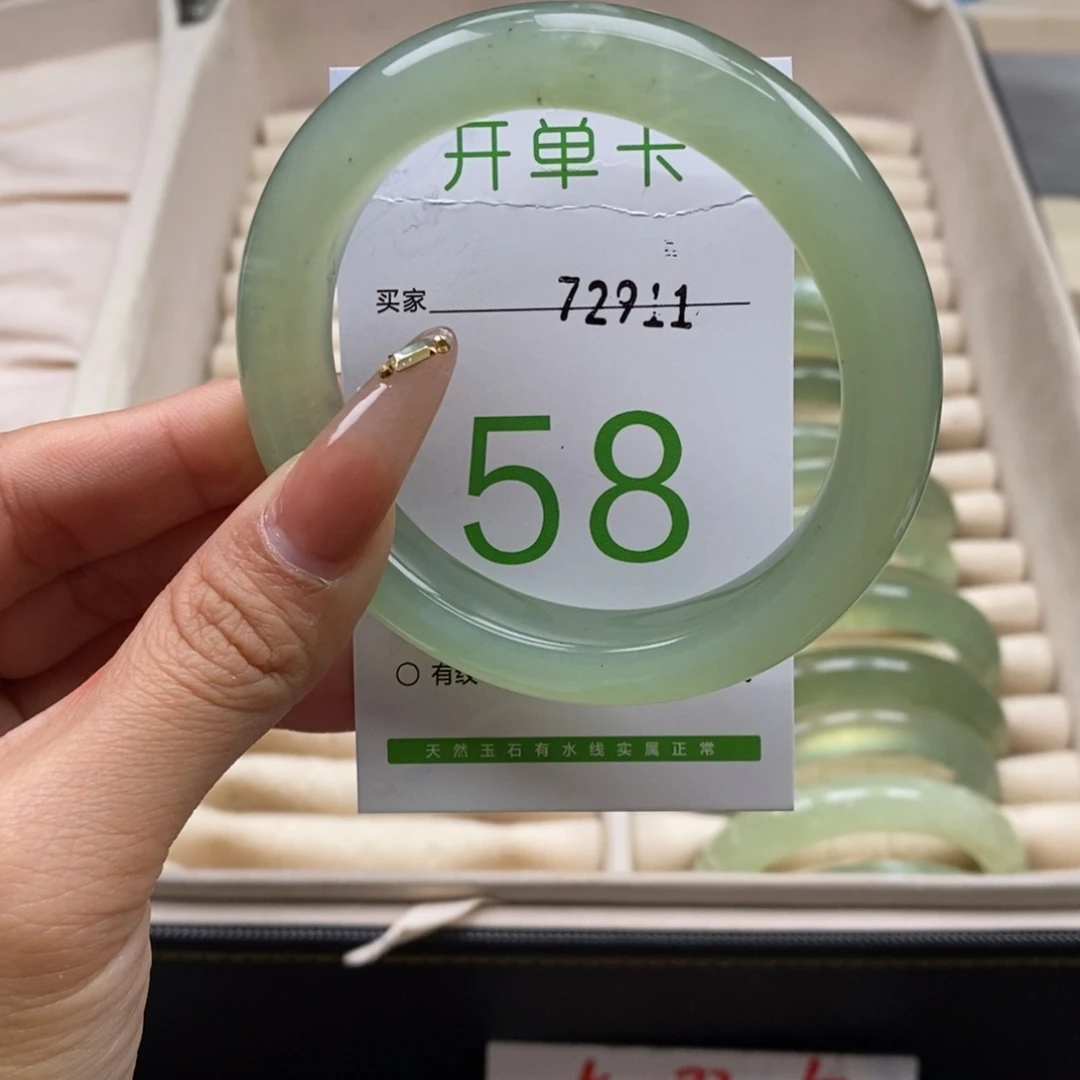 开单卡
买家 72911
58
○ 有纹
天然玉石有水线实属正常